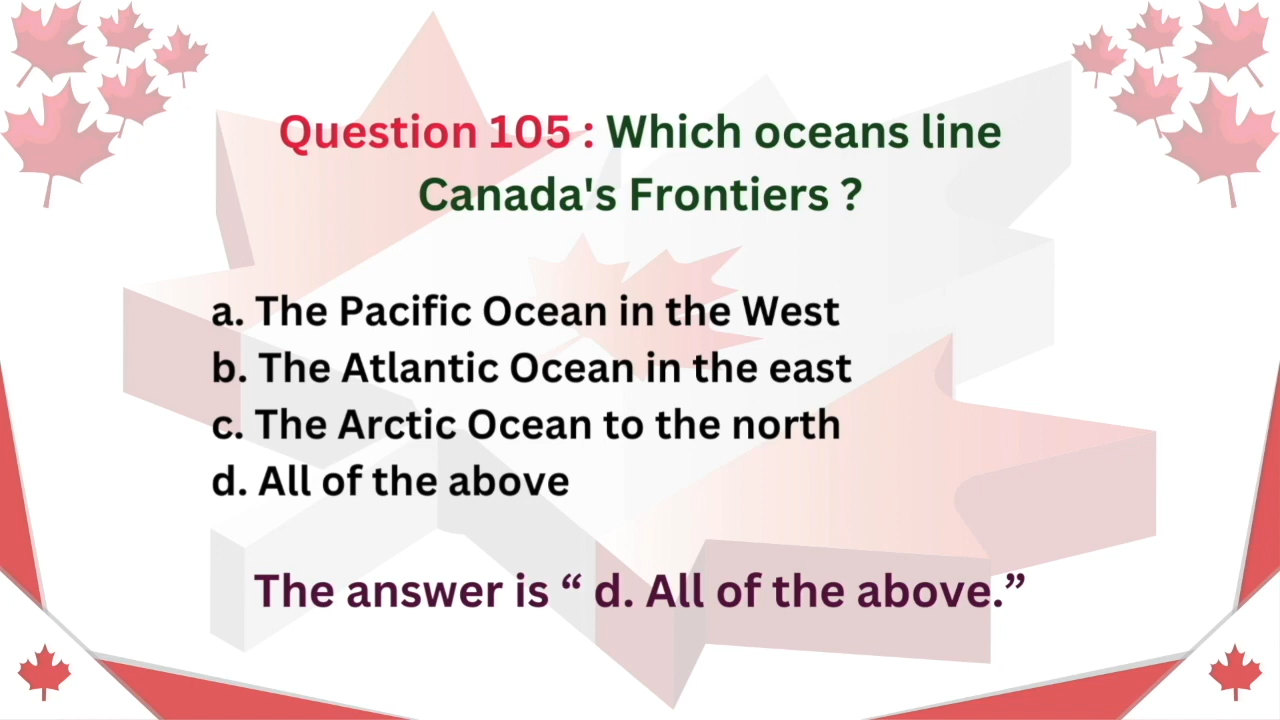 Question 105 : Which oceans line
Canada's Frontiers ?
a. The Pacific Ocean in the West
b. The Atlantic Ocean in the east
c. The Arctic Ocean to the north
d. All of the above
The answer is “ d. All of the above.”